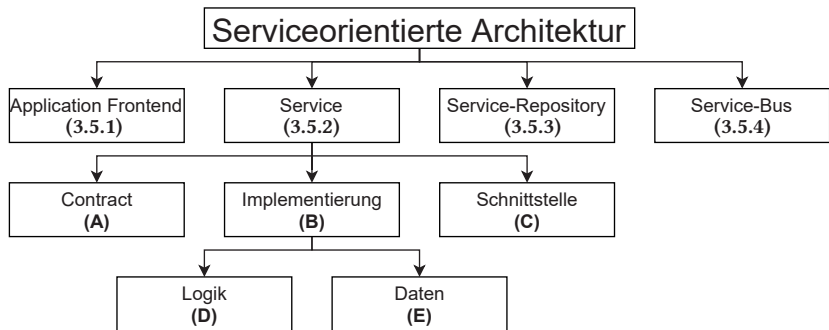 Serviceorientierte Architektur
Application Frontend
(3.5.1)
Service
(3.5.2)
Service-Repository
(3.5.3)
Service-Bus
(3.5.4)
Contract
(A)
Implementierung
(B)
Schnittstelle
(C)
Logik
(D)
Daten
(E)